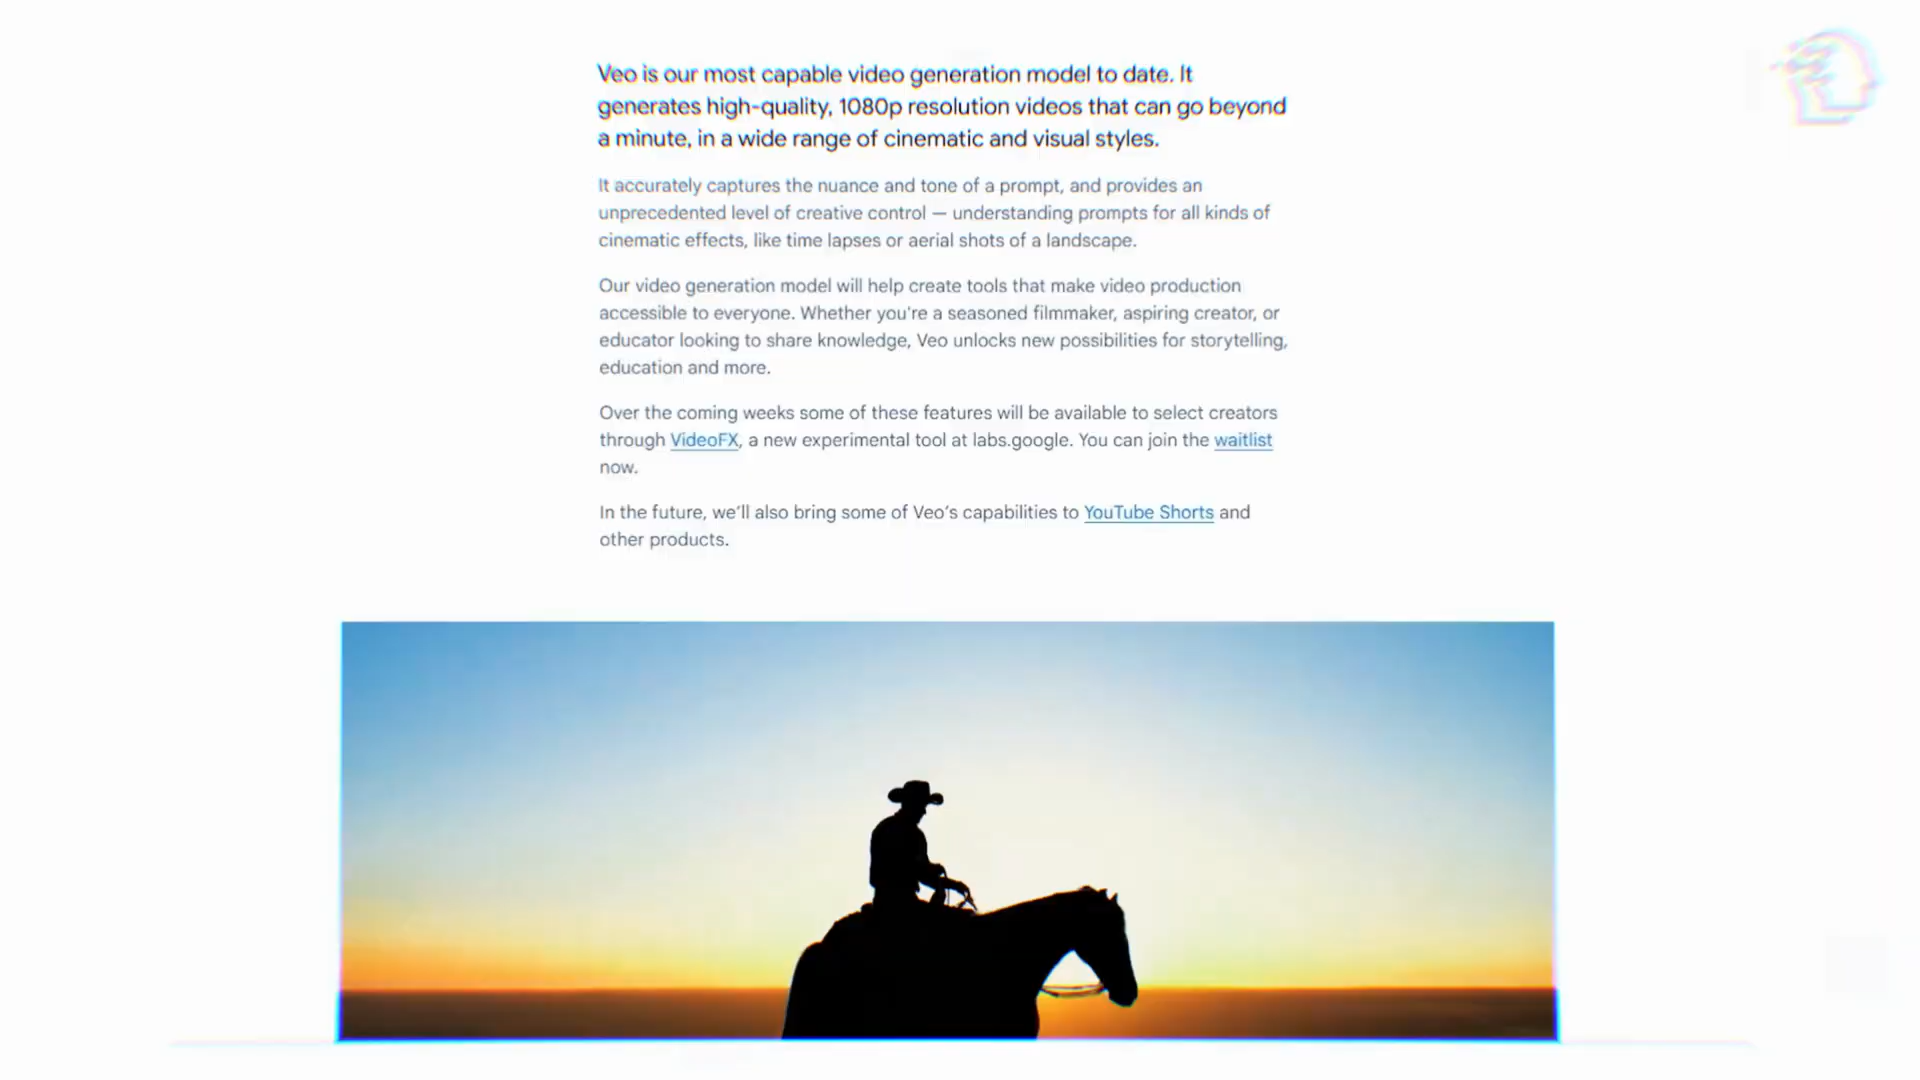 Veo is our most capable video generation model to date. It
generates high-quality, 1080p resolution videos that can go beyond
a minute, in a wide range of cinematic and visual styles.
It accurately captures the nuance and tone of a prompt, and provides an
unprecedented level of creative control — understanding prompts for all kinds of
cinematic effects, like time lapses or aerial shots of a landscape.
Our video generation model will help create tools that make video production
accessible to everyone. Whether you're a seasoned filmmaker, aspiring creator, or
educator looking to share knowledge, Veo unlocks new possibilities for storytelling,
education and more.
Over the coming weeks some of these features will be available to select creators
through VideoFX, a new experimental tool at labs.google. You can join the waitlist
now.
In the future, we’ll also bring some of Veo’s capabilities to YouTube Shorts and
other products.